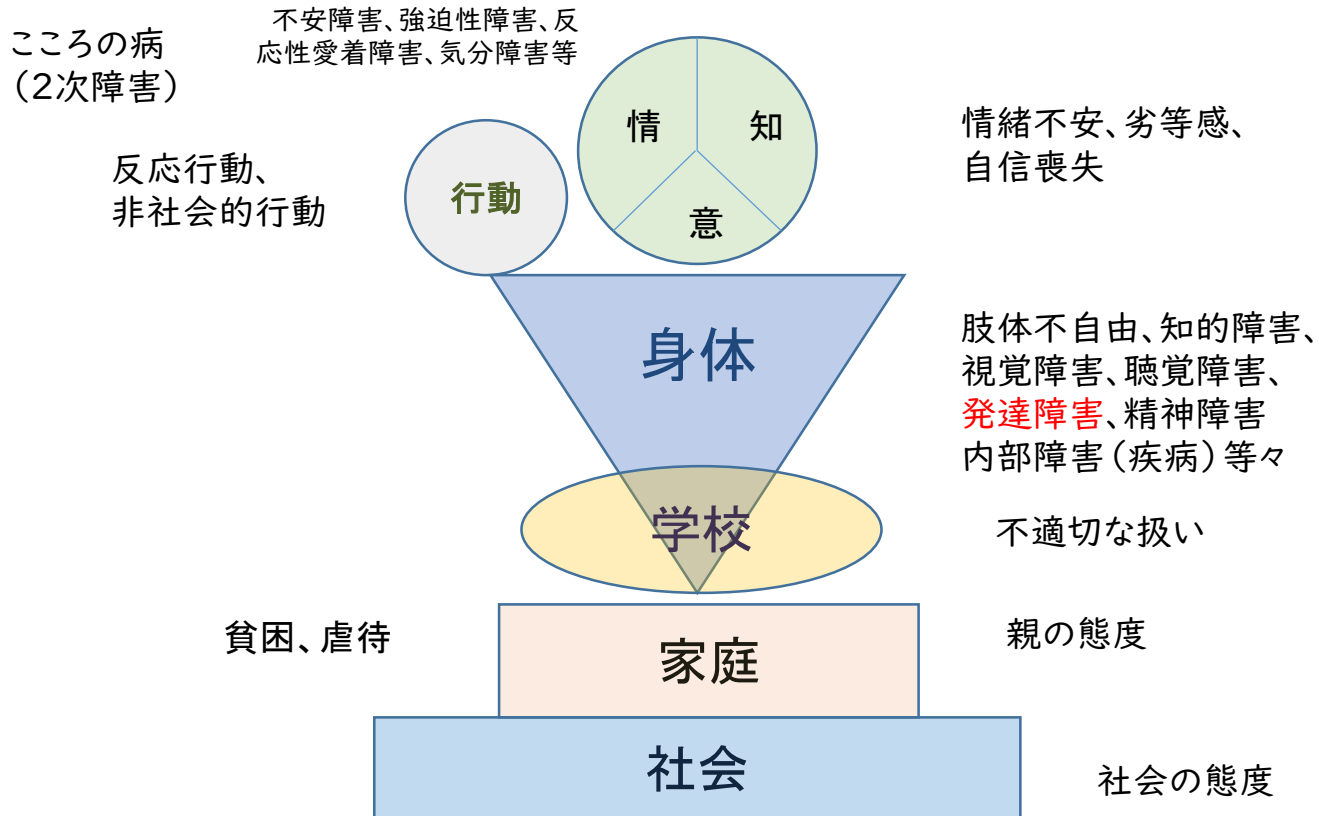 こころの病
（2次障害）
不安障害、強迫性障害、反
応性愛着障害、気分障害等
情
知
意
情緒不安、劣等感、
自信喪失
反応行動、
非社会的行動
行動
身体
肢体不自由、知的障害、
視覚障害、聴覚障害、
発達障害、精神障害
内部障害（疾病）等々
学校
不適切な扱い
貧困、虐待
家庭
親の態度
社会
社会の態度